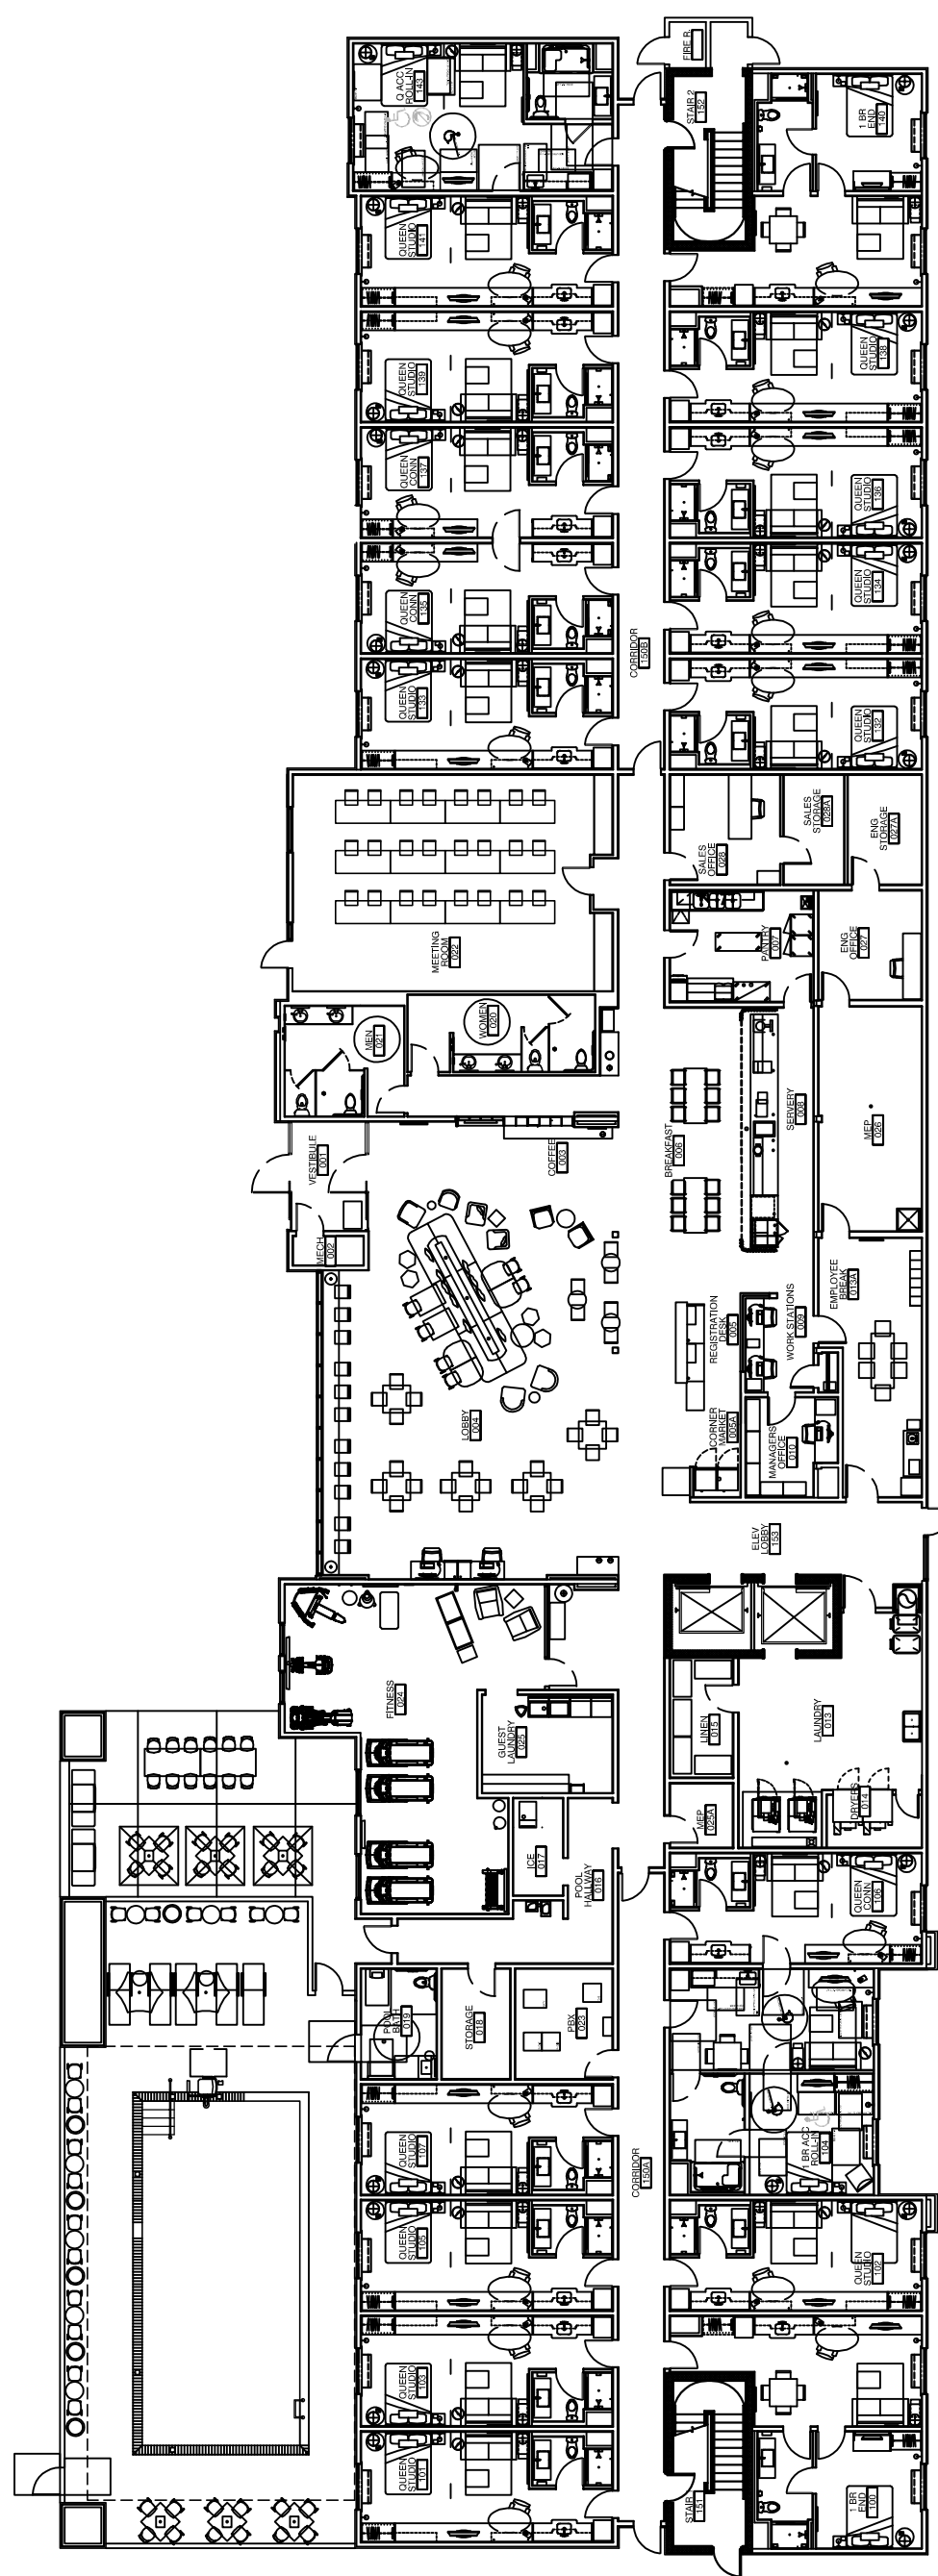 FIRE R.
Q ACC
ROLL-IN
143
STAIR 2
152
1 BR
END
140
QUEEN
STUDIO
141
QUEEN
STUDIO
139
QUEEN
STUDIO
138
QUEEN
CONN
137
QUEEN
STUDIO
136
QUEEN
CONN
135
QUEEN
STUDIO
134
CORRIDOR
150B
QUEEN
STUDIO
133
QUEEN
STUDIO
132
SALES
OFFICE
028
SALES
STORAGE
028A
ENG
STORAGE
027A
MEETING
ROOM
022
PANTRY
007
ENG
OFFICE
027
MEN
021
WOMEN
020
VESTIBULE
001
COFFEE
003
BREAKFAST
006
SERVERY
008
MEP
026
MECH
002
REGISTRATION
DESK
005
WORK STATIONS
009
EMPLOYEE
BREAK
013A
LOBBY
004
CORNER
MARKET
005A
MANAGERS
OFFICE
010
ELEV
LOBBY
153
FITNESS
024
GUEST
LAUNDRY
025
LINEN
015
LAUNDRY
013
MEP
025A
DRYERS
014
ICE
017
POOL
HALLWAY
016
QUEEN
CONN
106
POOL
BATH
019
STORAGE
018
PBX
023
QUEEN
STUDIO
107
CORRIDOR
150A
1 BR ACC
ROLL-IN
104
QUEEN
STUDIO
105
QUEEN
STUDIO
102
QUEEN
STUDIO
103
QUEEN
STUDIO
101
STAIR 1
151
1 BR
END
100